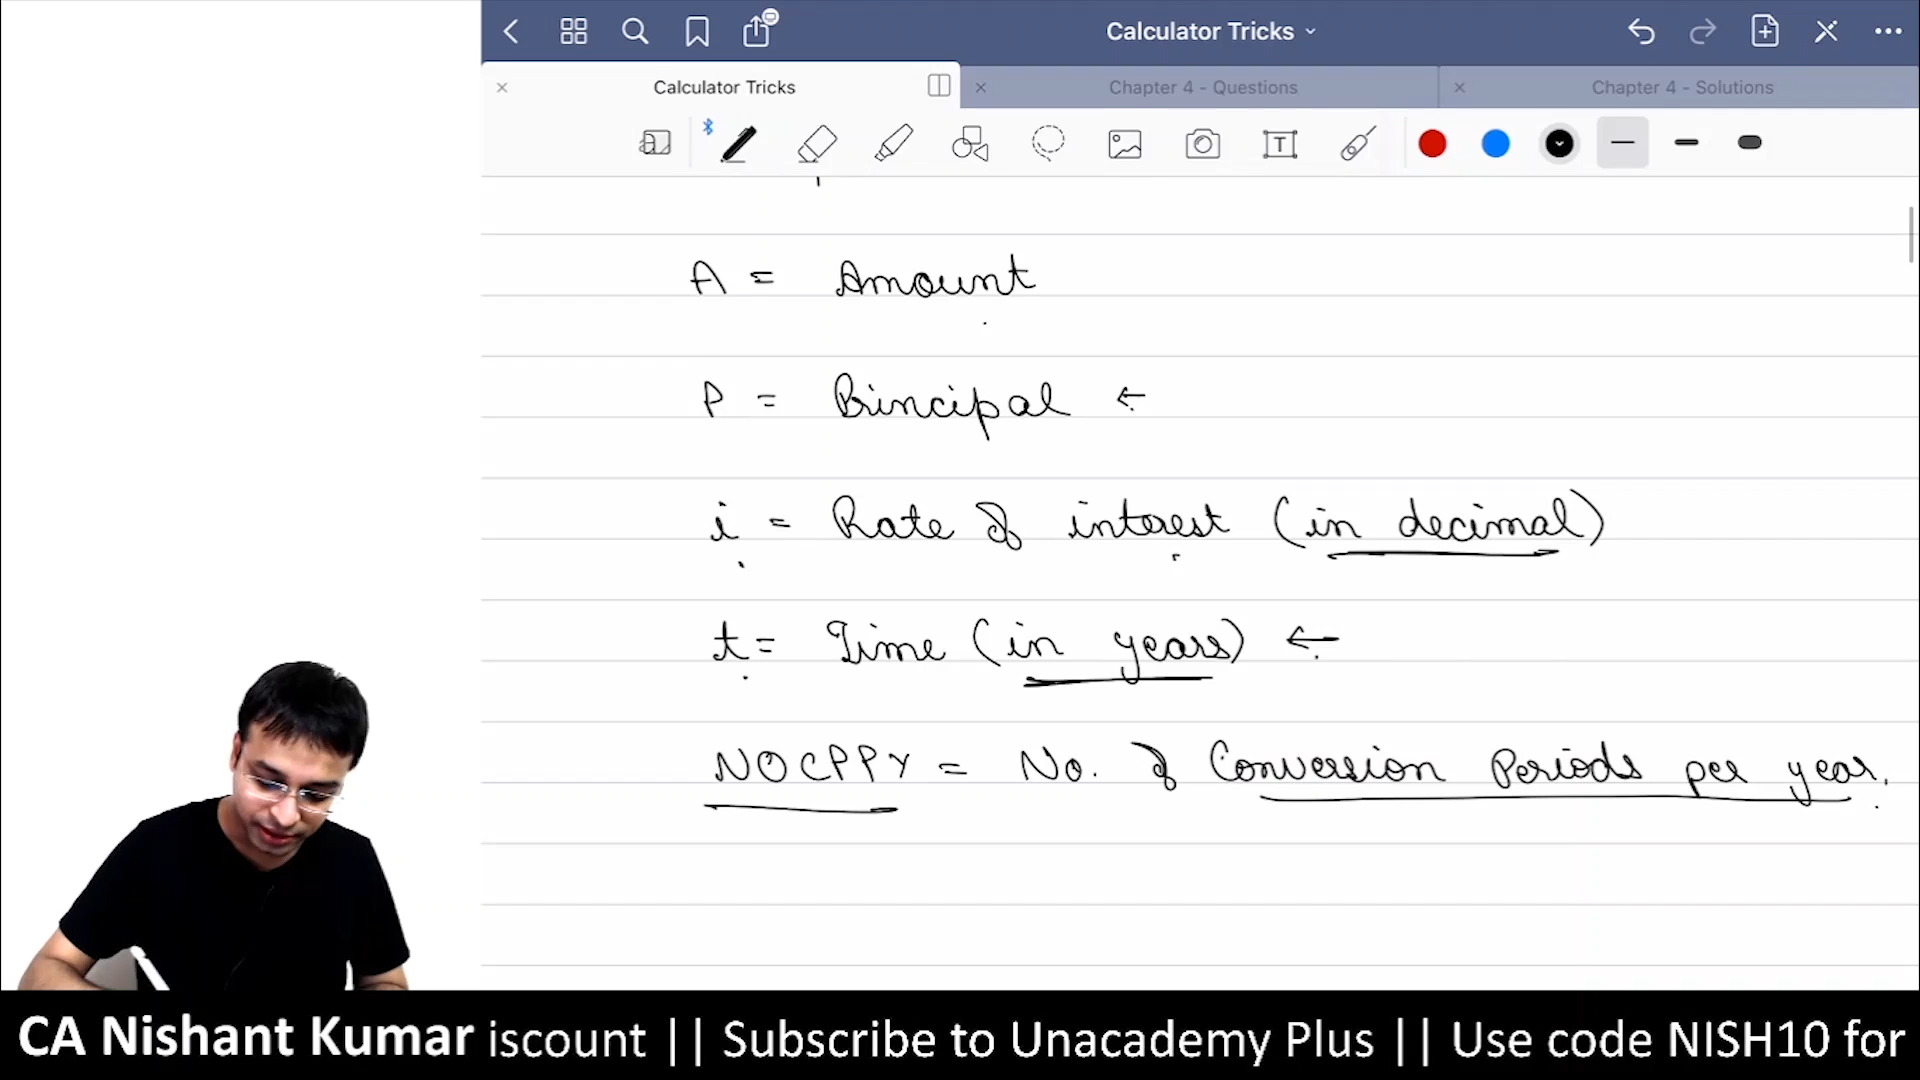 Calculator Tricks
Calculator Tricks
Chapter 4 - Questions
Chapter 4 - Solutions
A = Amount
P = Principal ←
i = Rate of interest (in decimal)
t = Time (in years) ←
NOCPPY = No. of Conversion Periods per year.
CA Nishant Kumar iscount || Subscribe to Unacademy Plus || Use code NISH10 for